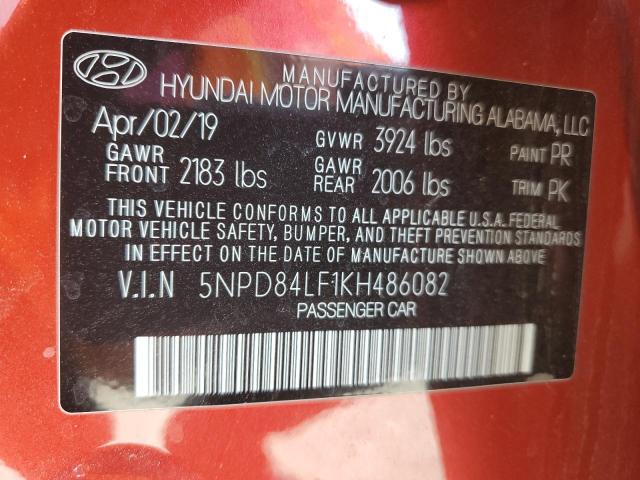 MANUFACTURED BY
HYUNDAI MOTOR MANUFACTURING ALABAMA, LLC
Apr/02/19 GVWR 3924 lbs PAINT PR
GAWR FRONT 2183 lbs GAWR REAR 2006 lbs TRIM PK
THIS VEHICLE CONFORMS TO ALL APPLICABLE U.S.A. FEDERAL
MOTOR VEHICLE SAFETY, BUMPER, AND THEFT PREVENTION STANDARDS
IN EFFECT ON THE DATE OF MANUFACTURE SHOWN ABOVE.
V.I.N 5NPD84LF1KH486082
PASSENGER CAR